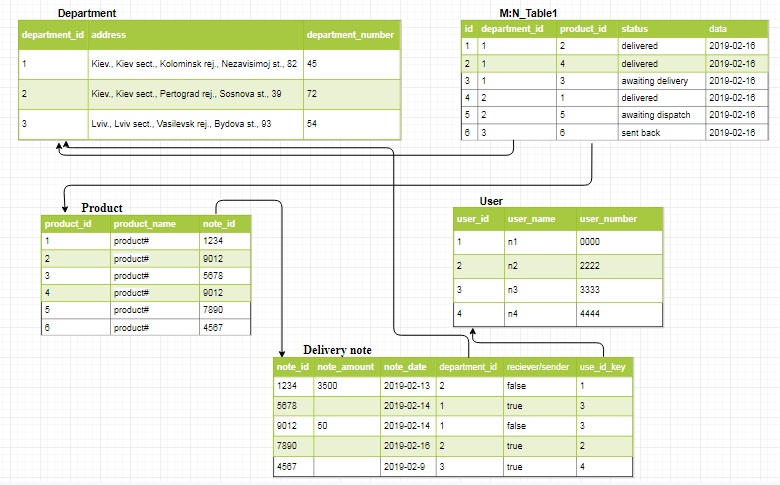 Department
department_id address department_number
1 Kiev., Kiev sect., Kolominsk rej., Nezavisimoj st., 82 45
2 Kiev., Kiev sect., Pertograd rej., Sosnova st., 39 72
3 Lviv., Lviv sect., Vasilevsk rej., Bydova st., 93 54
M:N_Table1
id department_id product_id status data
1 1 2 delivered 2019-02-16
2 1 4 delivered 2019-02-16
3 1 3 awaiting delivery 2019-02-16
4 2 1 delivered 2019-02-16
5 2 5 awaiting dispatch 2019-02-16
6 3 6 sent back 2019-02-16
Product
product_id product_name note_id
1 product# 1234
2 product# 9012
3 product# 5678
4 product# 9012
5 product# 7890
6 product# 4567
User
user_id user_name user_number
1 n1 0000
2 n2 2222
3 n3 3333
4 n4 4444
Delivery note
note_id note_amount note_date department_id reciever/sender use_id_key
1234 3500 2019-02-13 2 false 1
5678 2019-02-14 1 true 3
9012 50 2019-02-14 1 false 3
7890 2019-02-16 2 true 2
4567 2019-02-9 3 true 4